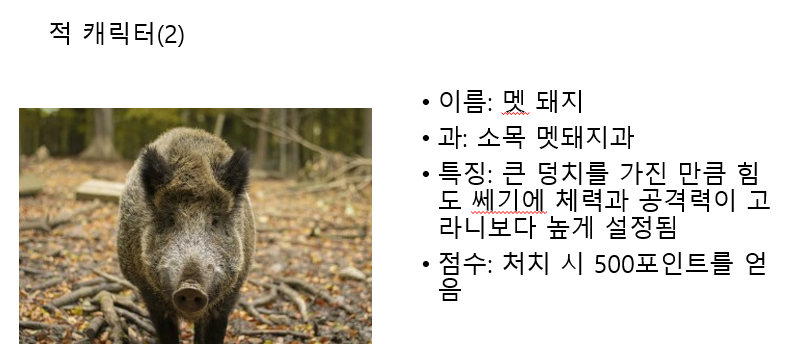 적 캐릭터(2)
• 이름: 멧 돼지
• 과: 소목 멧돼지과
• 특징: 큰 덩치를 가진 만큼 힘
도 쎄기에 체력과 공격력이 고
라니보다 높게 설정됨
• 점수: 처치 시 500포인트를 얻
음